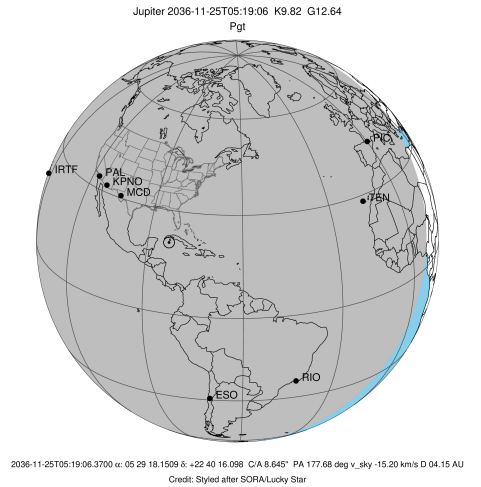 Jupiter 2036-11-25T05:19:06 K9.82 G12.64
Pgt
PIC
IRTF
PAL
KPNO
MCD
TEN
RIO
ESO
2036-11-25T05:19:06.3700 α: 05 29 18.1509 δ: +22 40 16.098 C/A 8.645" PA 177.68 deg v_sky -15.20 km/s D 04.15 AU
Credit: Styled after SORA/Lucky Star